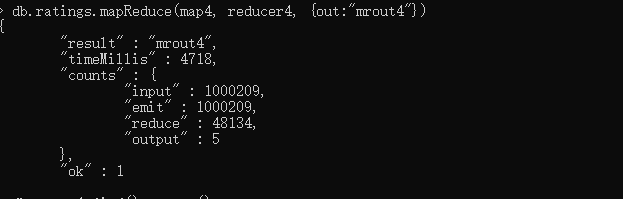 > db.ratings.mapReduce(map4, reducer4, {out:"mrout4"})
{
"result" : "mrout4",
"timeMillis" : 4718,
"counts" : {
"input" : 1000209,
"emit" : 1000209,
"reduce" : 48134,
"output" : 5
},
"ok" : 1